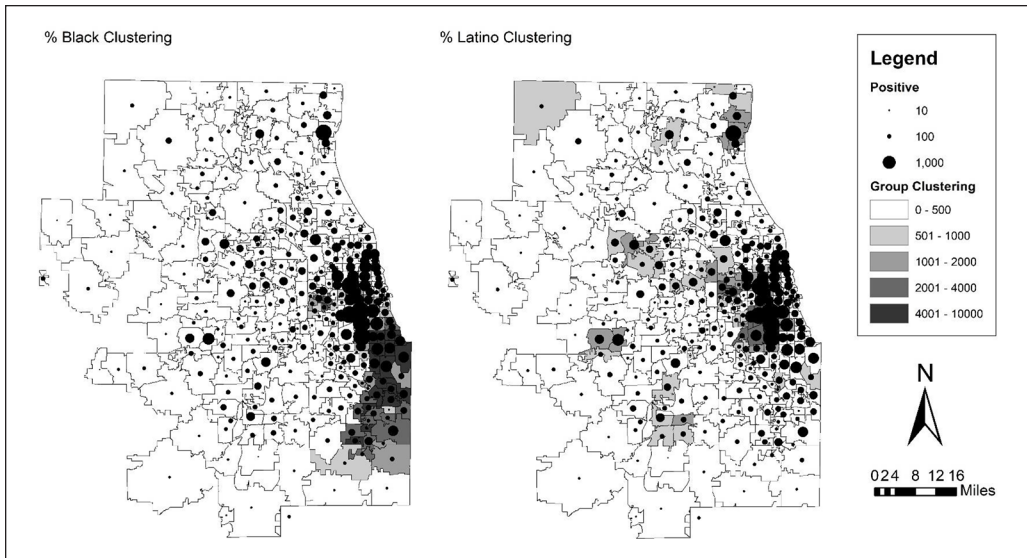 % Black Clustering
% Latino Clustering
Legend
Positive
10
100
1,000
Group Clustering
0 - 500
501 - 1000
1001 - 2000
2001 - 4000
4001 - 10000
N
0 2 4 8 12 16
Miles